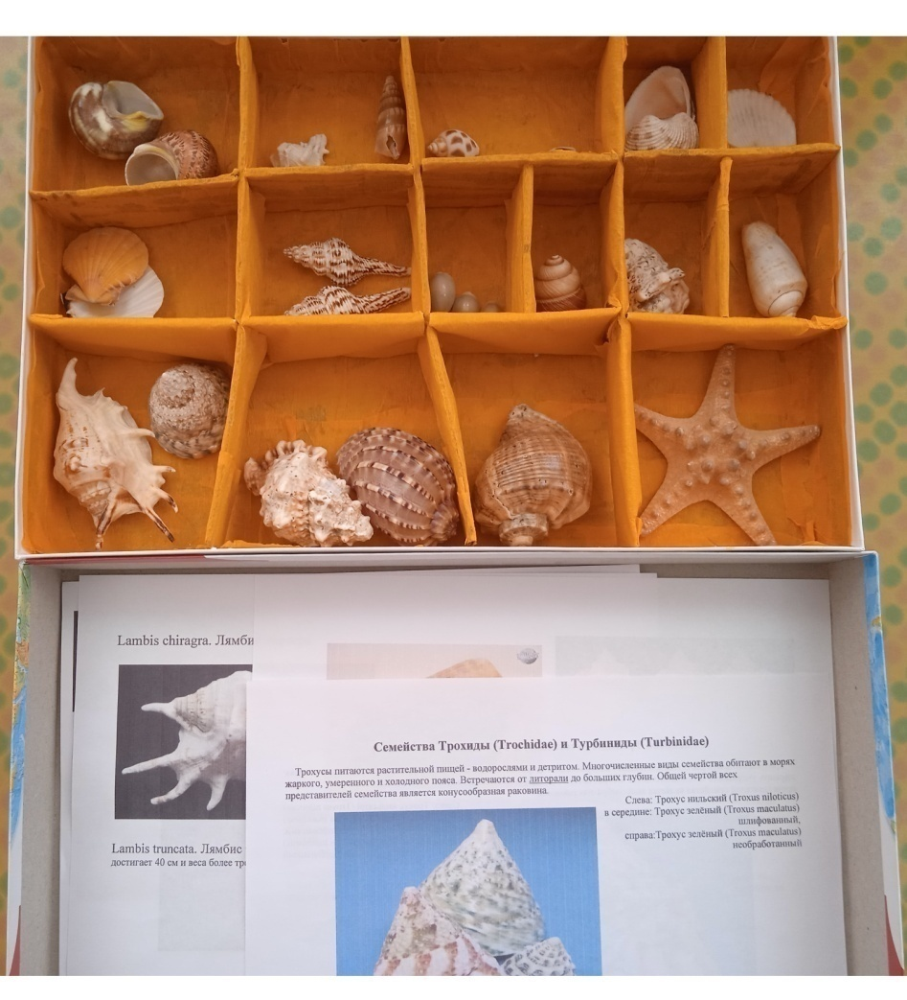 Lambis chiragra. Лямби
Семейства Трохиды (Trochidae) и Турбиниды (Turbinidae)
Трохусы питаются растительной пищей - водорослями и детритом. Многочисленные виды семейства обитают в морях
жаркого, умеренного и холодного пояса. Встречаются от литорали до больших глубин. Общей чертой всех
представителей семейства является конусообразная раковина.
Слева: Трохус нильский (Troxus niloticus)
в середине: Трохус зелёный (Troxus maculatus)
шлифованный,
справа:Трохус зелёный (Troxus maculatus)
необработанный
Lambis truncata. Лямбис
достигает 40 см и веса более тр